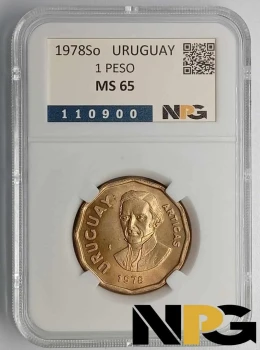 1978So URUGUAY
1 PESO
MS 65
110900 NPG
URUGUAY
ARTIGAS
1978
NPG